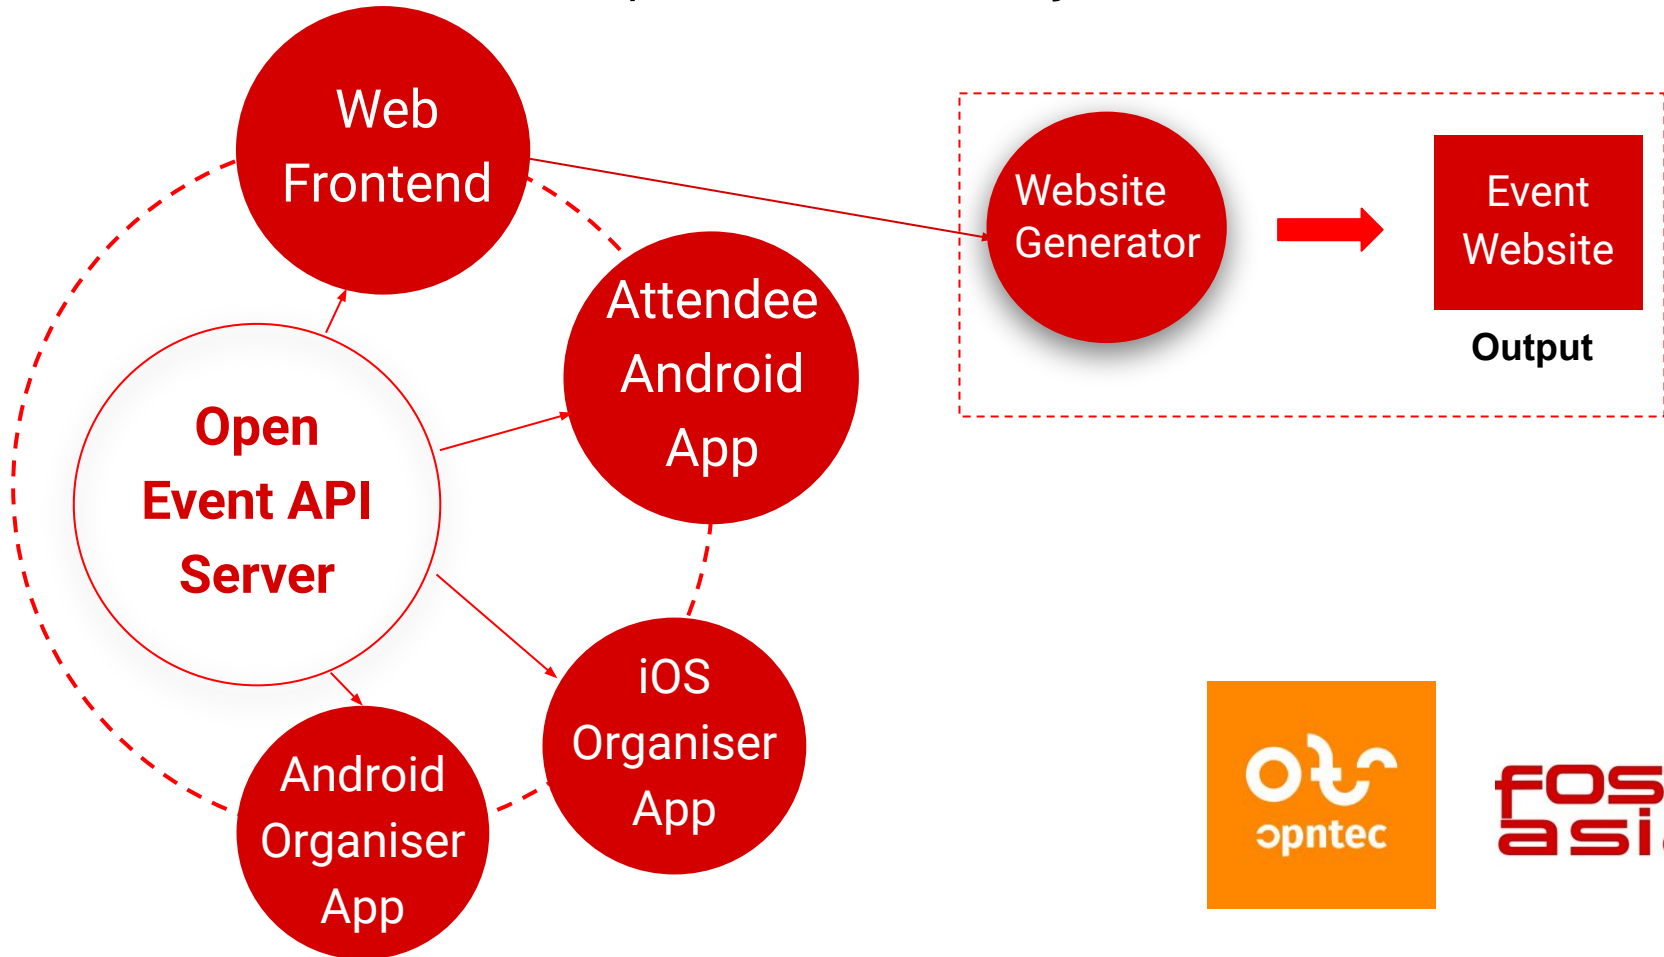 Web
Frontend
Attendee
Android
App
Open
Event API
Server
iOS
Organiser
App
Android
Organiser
App
Website
Generator
Event
Website
Output
opntec